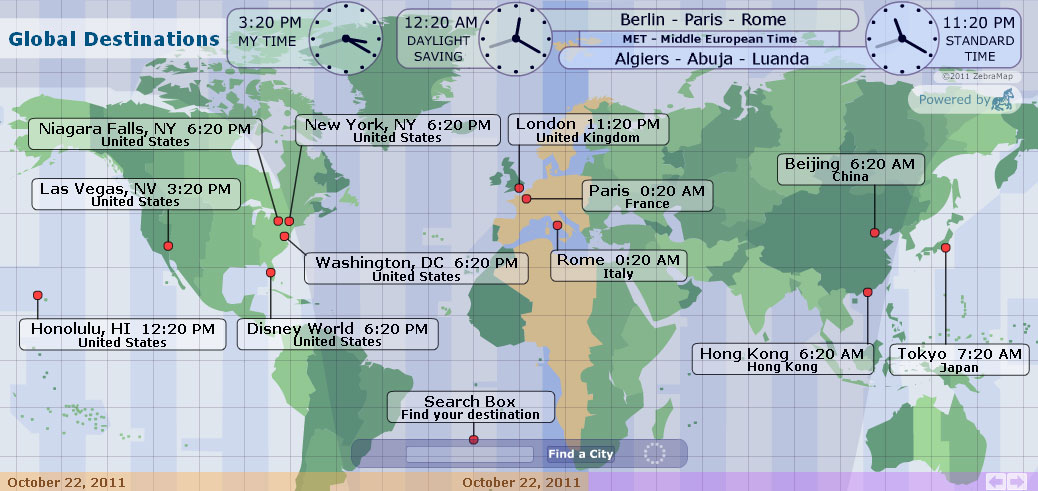 Global Destinations
3:20 PM
MY TIME
12:20 AM
DAYLIGHT
SAVING
Berlin - Paris - Rome
MET - Middle European Time
Algiers - Abuja - Luanda
11:20 PM
STANDARD
TIME
©2011 ZebraMap
Powered by
Niagara Falls, NY 6:20 PM
United States
New York, NY 6:20 PM
United States
London 11:20 PM
United Kingdom
Beijing 6:20 AM
China
Las Vegas, NV 3:20 PM
United States
Paris 0:20 AM
France
Washington, DC 6:20 PM
United States
Rome 0:20 AM
Italy
Honolulu, HI 12:20 PM
United States
Disney World 6:20 PM
United States
Hong Kong 6:20 AM
Hong Kong
Tokyo 7:20 AM
Japan
Search Box
Find your destination
Find a City
October 22, 2011
October 22, 2011